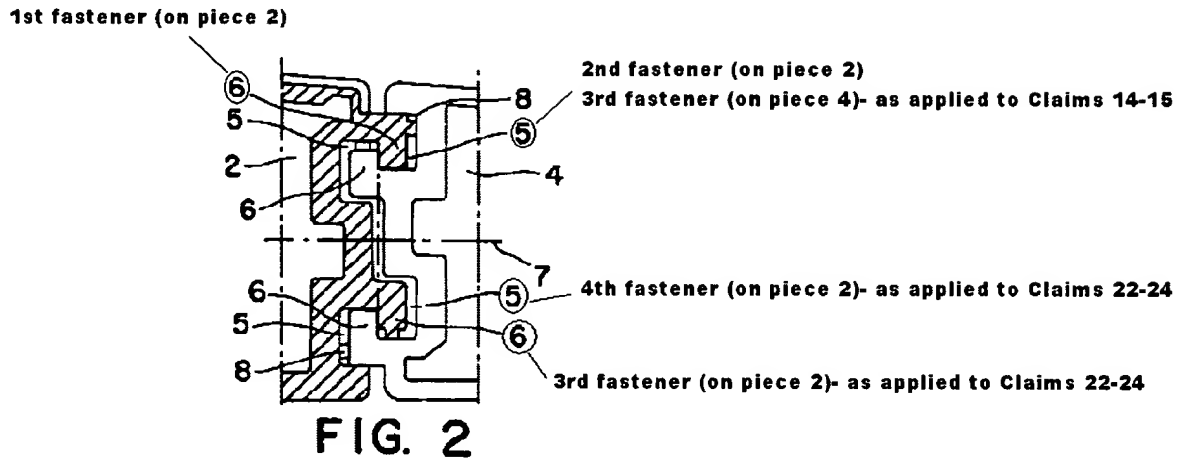 1st fastener (on piece 2)
6
2nd fastener (on piece 2)
3rd fastener (on piece 4)- as applied to Claims 14-15
8
5
5
2
4
6
7
6
5
4th fastener (on piece 2)- as applied to Claims 22-24
5
6
8
3rd fastener (on piece 2)- as applied to Claims 22-24
FIG. 2